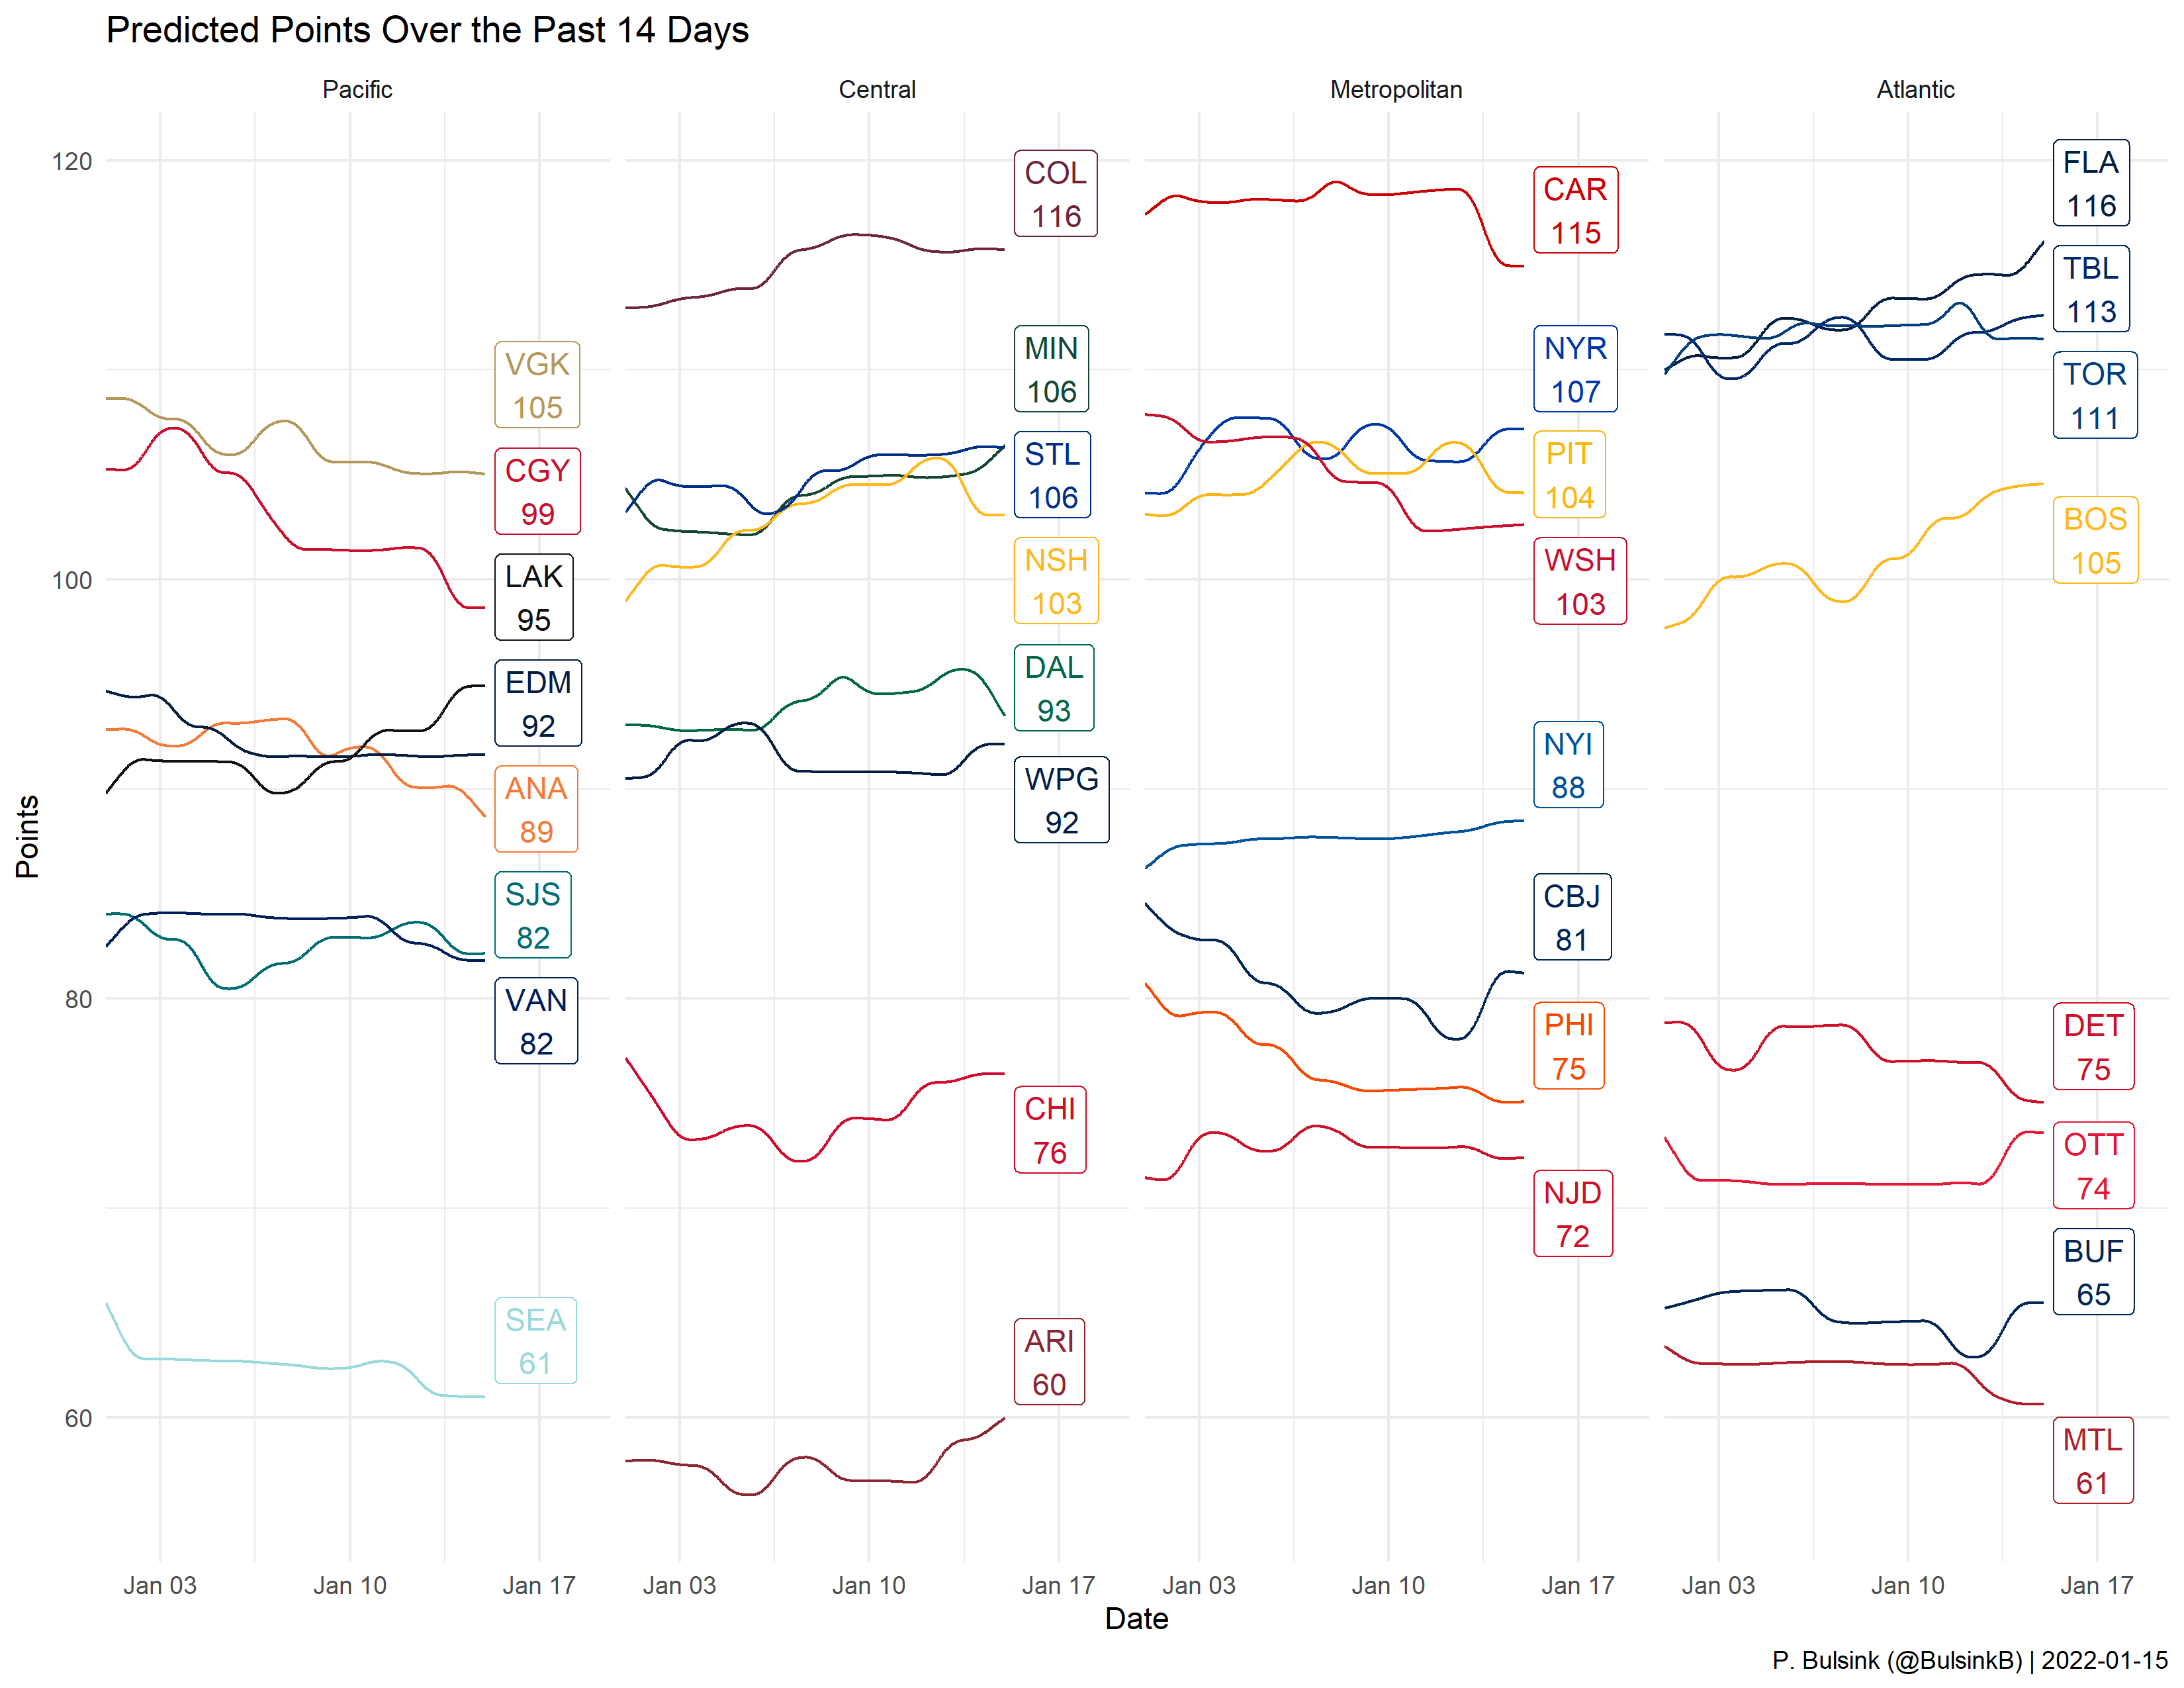 Predicted Points Over the Past 14 Days
Pacific
Central
Metropolitan
Atlantic
Points
120
100
80
60
VGK
105
CGY
99
LAK
95
EDM
92
ANA
89
SJS
82
VAN
82
SEA
61
COL
116
MIN
106
STL
106
NSH
103
DAL
93
WPG
92
CHI
76
ARI
60
CAR
115
NYR
107
PIT
104
WSH
103
NYI
88
CBJ
81
PHI
75
NJD
72
FLA
116
TBL
113
TOR
111
BOS
105
DET
75
OTT
74
BUF
65
MTL
61
Jan 03 Jan 10 Jan 17
Jan 03 Jan 10 Jan 17
Jan 03 Jan 10 Jan 17
Jan 03 Jan 10 Jan 17
Date
P. Bulsink (@BulsinkB) | 2022-01-15